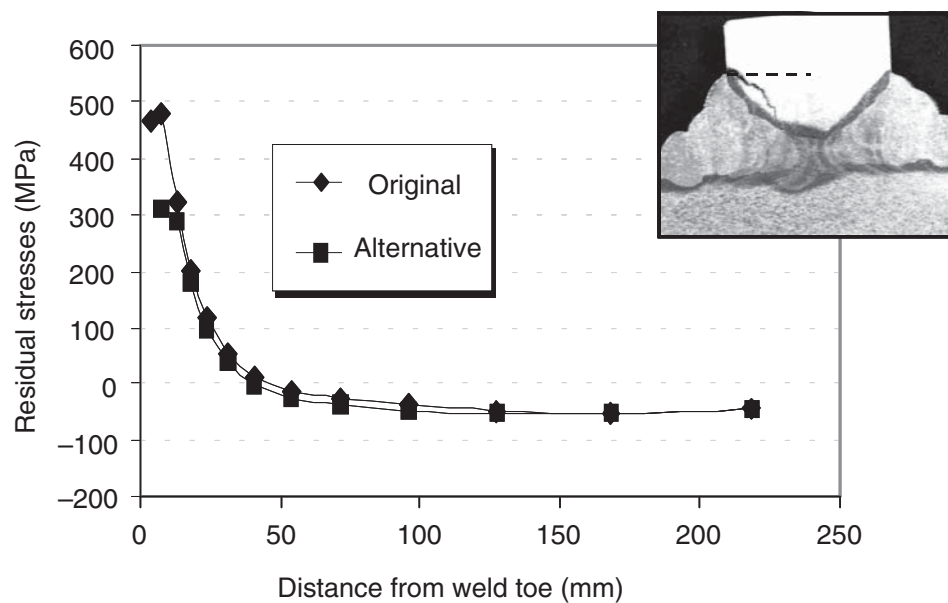 600
500
400
300
200
100
0
−100
−200
Residual stresses (MPa)
Original
Alternative
0 50 100 150 200 250
Distance from weld toe (mm)